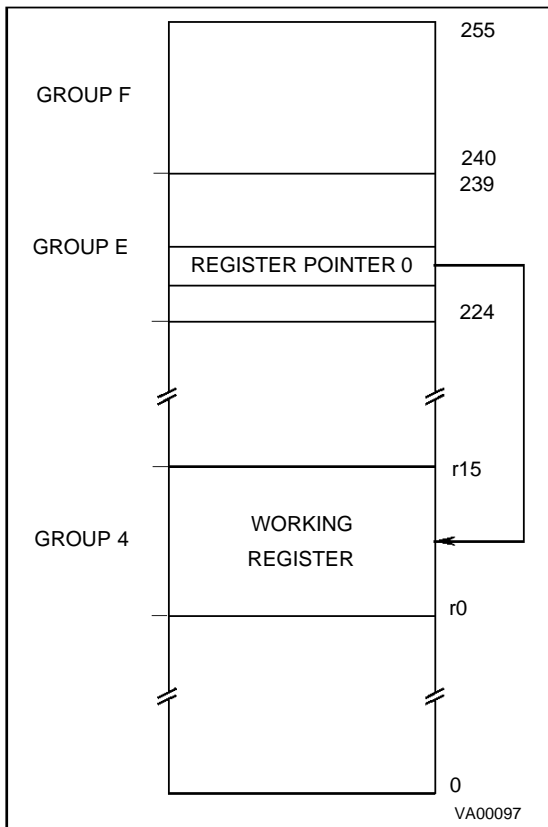 255
GROUP F
240
239
GROUP E
REGISTER POINTER 0
224
r15
WORKING
GROUP 4
REGISTER
r0
0
VA00097